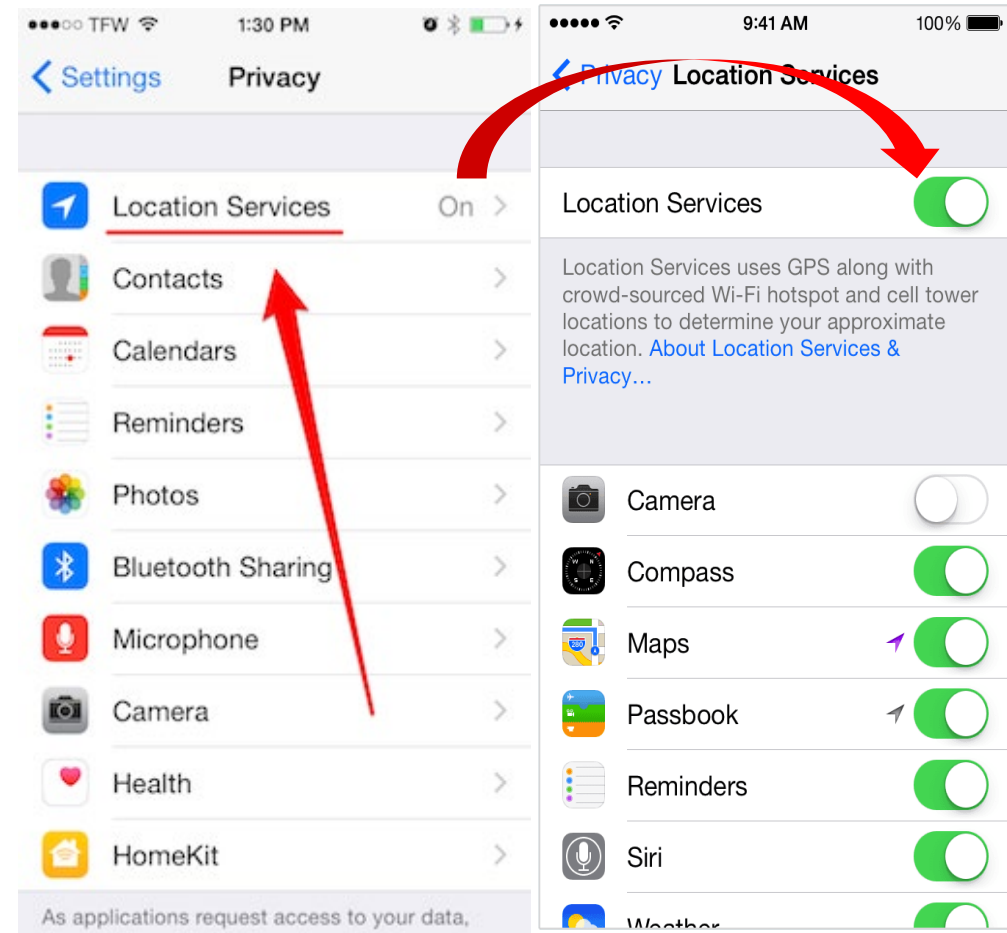 TFW 1:30 PM
Settings Privacy
Location Services On
Contacts
Calendars
Reminders
Photos
Bluetooth Sharing
Microphone
Camera
Health
HomeKit
As applications request access to your data,
9:41 AM 100%
Privacy Location Services
Location Services
Location Services uses GPS along with
crowd-sourced Wi-Fi hotspot and cell tower
locations to determine your approximate
location. About Location Services &
Privacy…
Camera
Compass
Maps
Passbook
Reminders
Siri
Weather